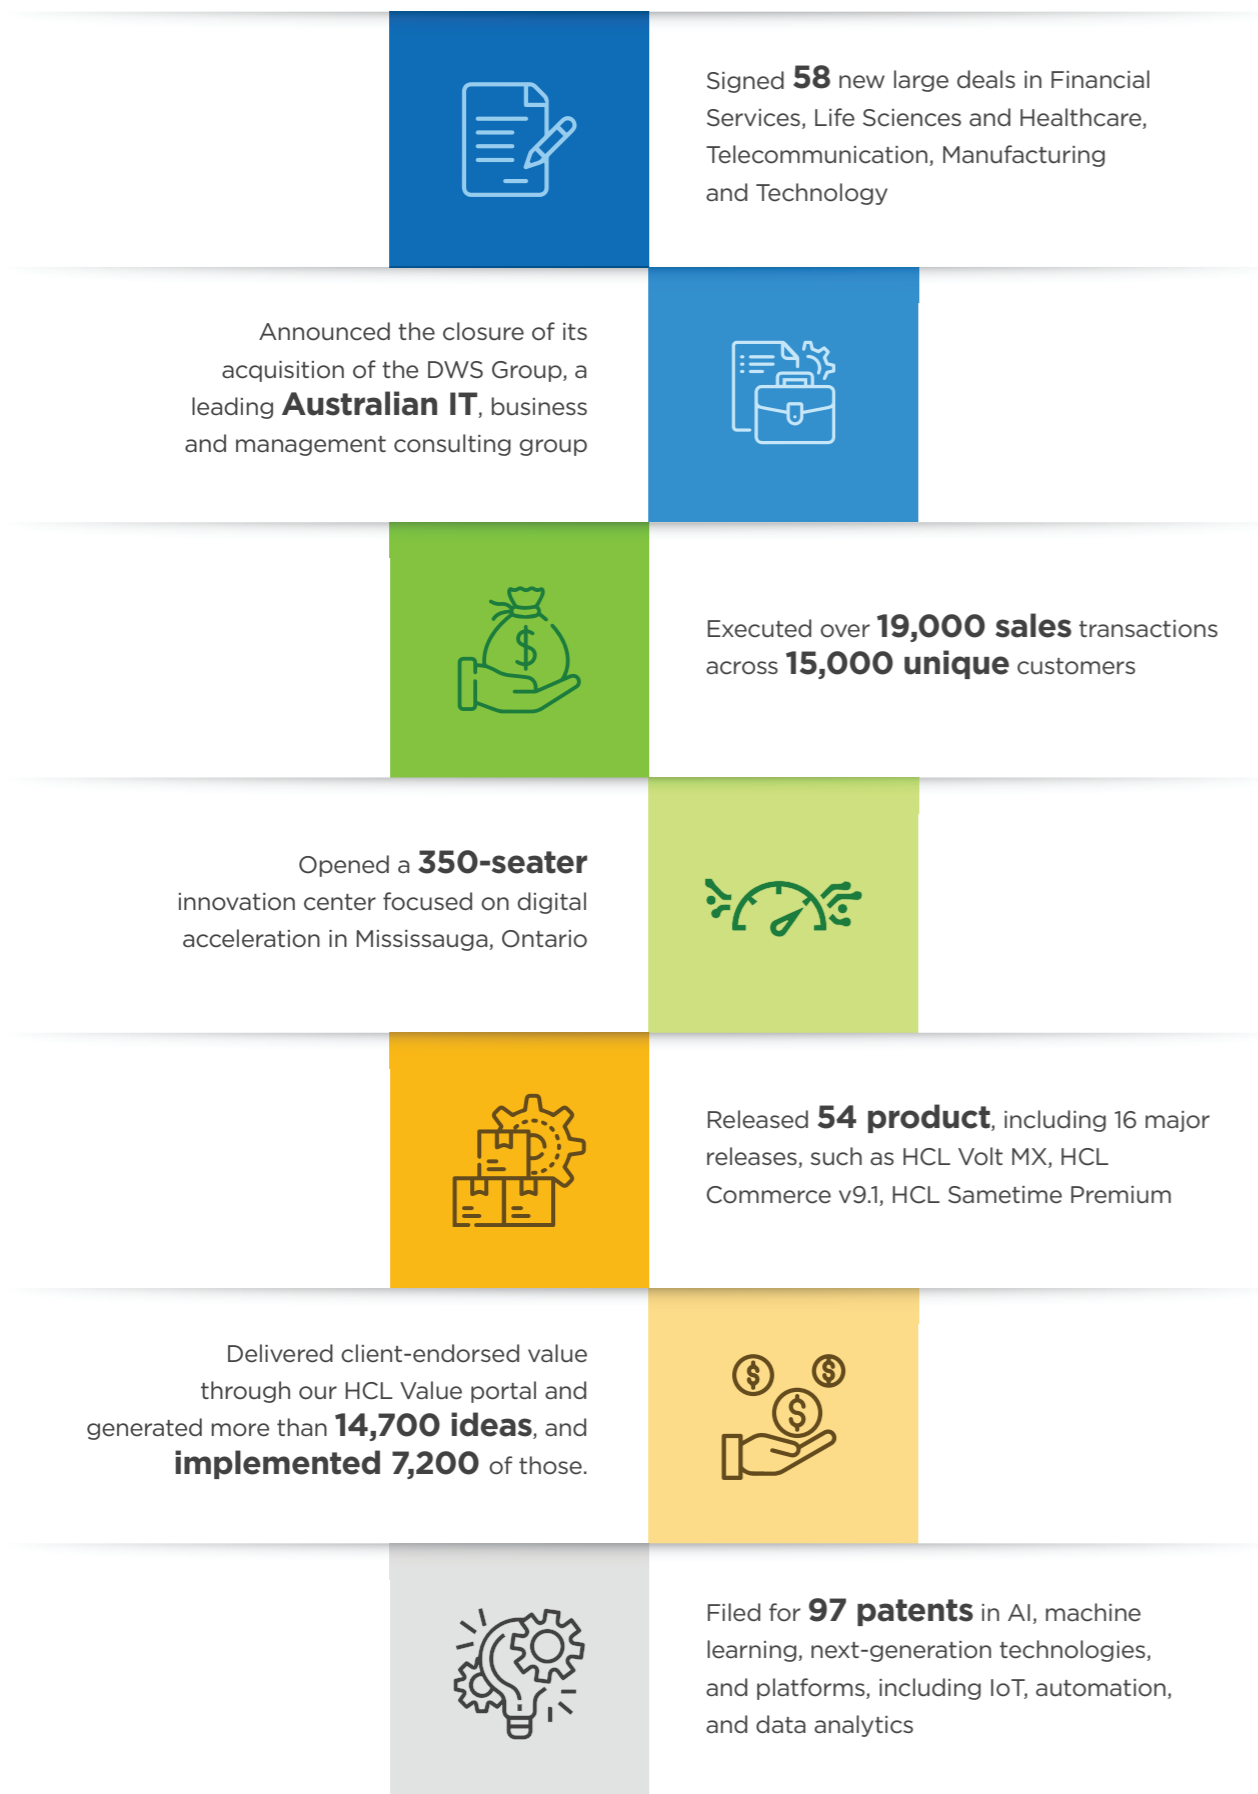 Signed 58 new large deals in Financial
Services, Life Sciences and Healthcare,
Telecommunication, Manufacturing
and Technology
Announced the closure of its
acquisition of the DWS Group, a
leading Australian IT, business
and management consulting group
Executed over 19,000 sales transactions
across 15,000 unique customers
Opened a 350-seater
innovation center focused on digital
acceleration in Mississauga, Ontario
Released 54 product, including 16 major
releases, such as HCL Volt MX, HCL
Commerce v9.1, HCL Sametime Premium
Delivered client-endorsed value
through our HCL Value portal and
generated more than 14,700 ideas, and
implemented 7,200 of those.
Filed for 97 patents in AI, machine
learning, next-generation technologies,
and platforms, including IoT, automation,
and data analytics